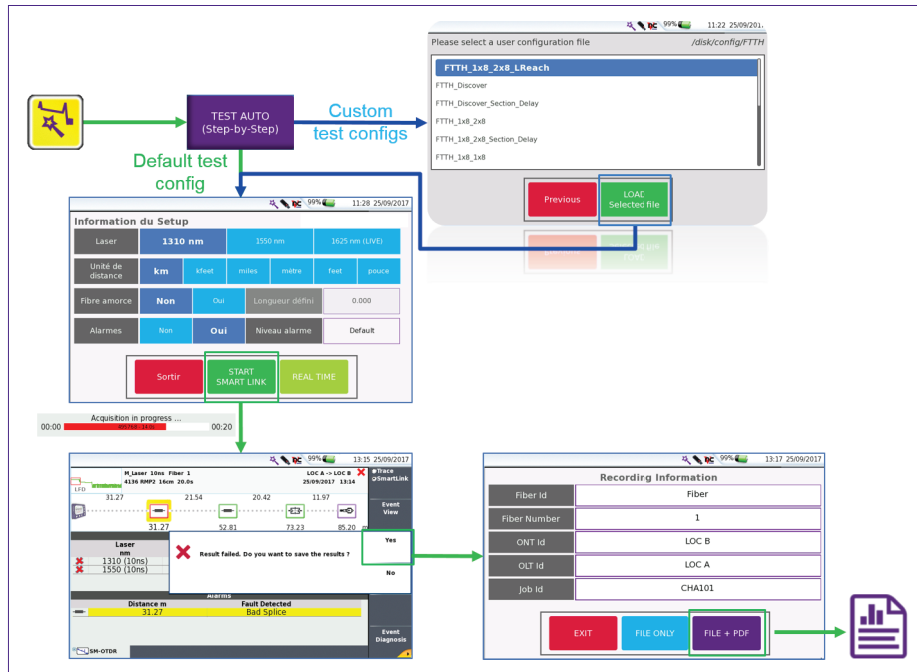 99% 11:22 25/09/201.
Please select a user configuration file /disk/config/FTTH
FTTH_1x8_2x8_LReach
FTTH_Discover
FTTH_Discover_Section_Delay
FTTH_1x8_2x8
FTTH_1x8_2x8_Section_Delay
FTTH_1x8_1x8
Previous
LOAD
Selected file
TEST AUTO
(Step-by-Step)
Custom
test configs
Default test
config
99% 11:28 25/09/2017
Information du Setup
Laser 1310 nm 1550 nm 1625 nm (LIVE)
Unité de
distance
km kfeet miles mètre feet pouce
Fibre amorce Non Oui Longueur défini 0.000
Alarmes Non Oui Niveau alarme Default
Sortir
START
SMART LINK
REAL TIME
Acquisition in progress ...
00:00 00:20
99% 13:15 25/09/2017
M_Laser 10ns Fiber 1 LOC A -> LOC B
4136 RMP2 16cm 20.0s 25/09/2017 13:14
LFD
Trace
SmartLink
31.27 21.54 20.42 11.97
31.27 52.81 73.23 85.20 m
Event
View
Result failed. Do you want to save the results ?
Yes
No
Laser
nm
1310 (10ns)
1550 (10ns)
Alarms
Distance m Fault Detected
31.27 Bad Splice
Event
Diagnosis
SM-OTDR
99% 13:17 25/09/2017
Recording Information
Fiber Id Fiber
Fiber Number 1
ONT Id LOC B
OLT Id LOC A
Job Id CHA101
EXIT FILE ONLY FILE + PDF